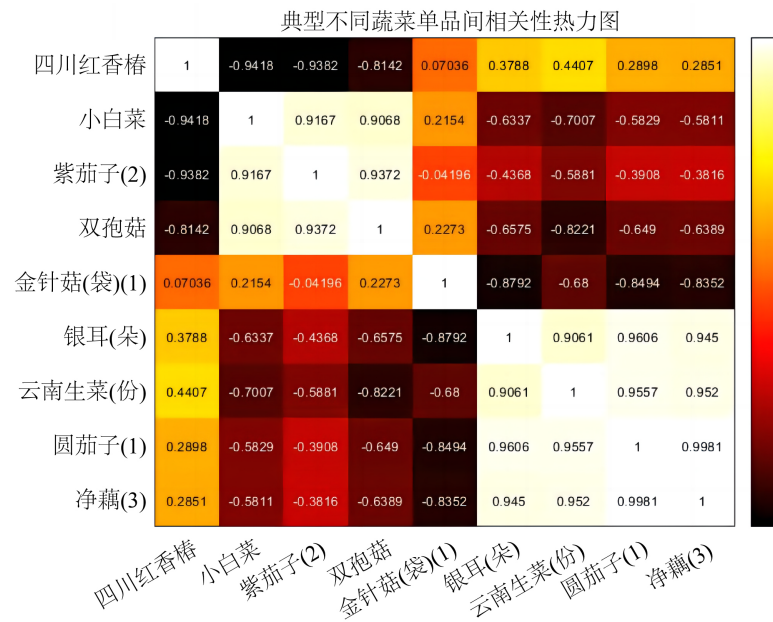 典型不同蔬菜单品间相关性热力图
四川红香椿 1 -0.9418 -0.9382 -0.8142 0.07036 0.3788 0.4407 0.2898 0.2851
小白菜 -0.9418 1 0.9167 0.9068 0.2154 -0.6337 -0.7007 -0.5829 -0.5811
紫茄子(2) -0.9382 0.9167 1 0.9372 -0.04196 -0.4368 -0.5881 -0.3908 -0.3816
双孢菇 -0.8142 0.9068 0.9372 1 0.2273 -0.6575 -0.8221 -0.649 -0.6389
金针菇(袋)(1) 0.07036 0.2154 -0.04196 0.2273 1 -0.8792 -0.68 -0.8494 -0.8352
银耳(朵) 0.3788 -0.6337 -0.4368 -0.6575 -0.8792 1 0.9061 0.9606 0.945
云南生菜(份) 0.4407 -0.7007 -0.5881 -0.8221 -0.68 0.9061 1 0.9557 0.952
圆茄子(1) 0.2898 -0.5829 -0.3908 -0.649 -0.8494 0.9606 0.9557 1 0.9981
净藕(3) 0.2851 -0.5811 -0.3816 -0.6389 -0.8352 0.945 0.952 0.9981 1
四川红香椿 小白菜 紫茄子(2) 双孢菇 金针菇(袋)(1) 银耳(朵) 云南生菜(份) 圆茄子(1) 净藕(3)